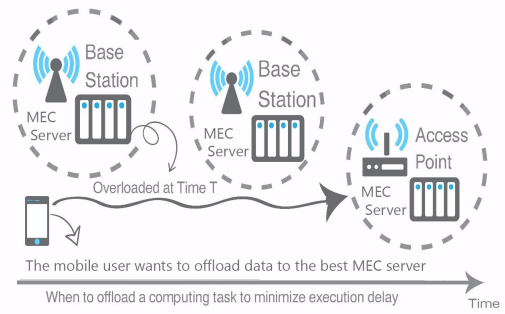 Base
Station
MEC
Server
Base
Station
MEC
Server
Access
Point
MEC
Server
Overloaded at Time T
The mobile user wants to offload data to the best MEC server
When to offload a computing task to minimize execution delay
Time